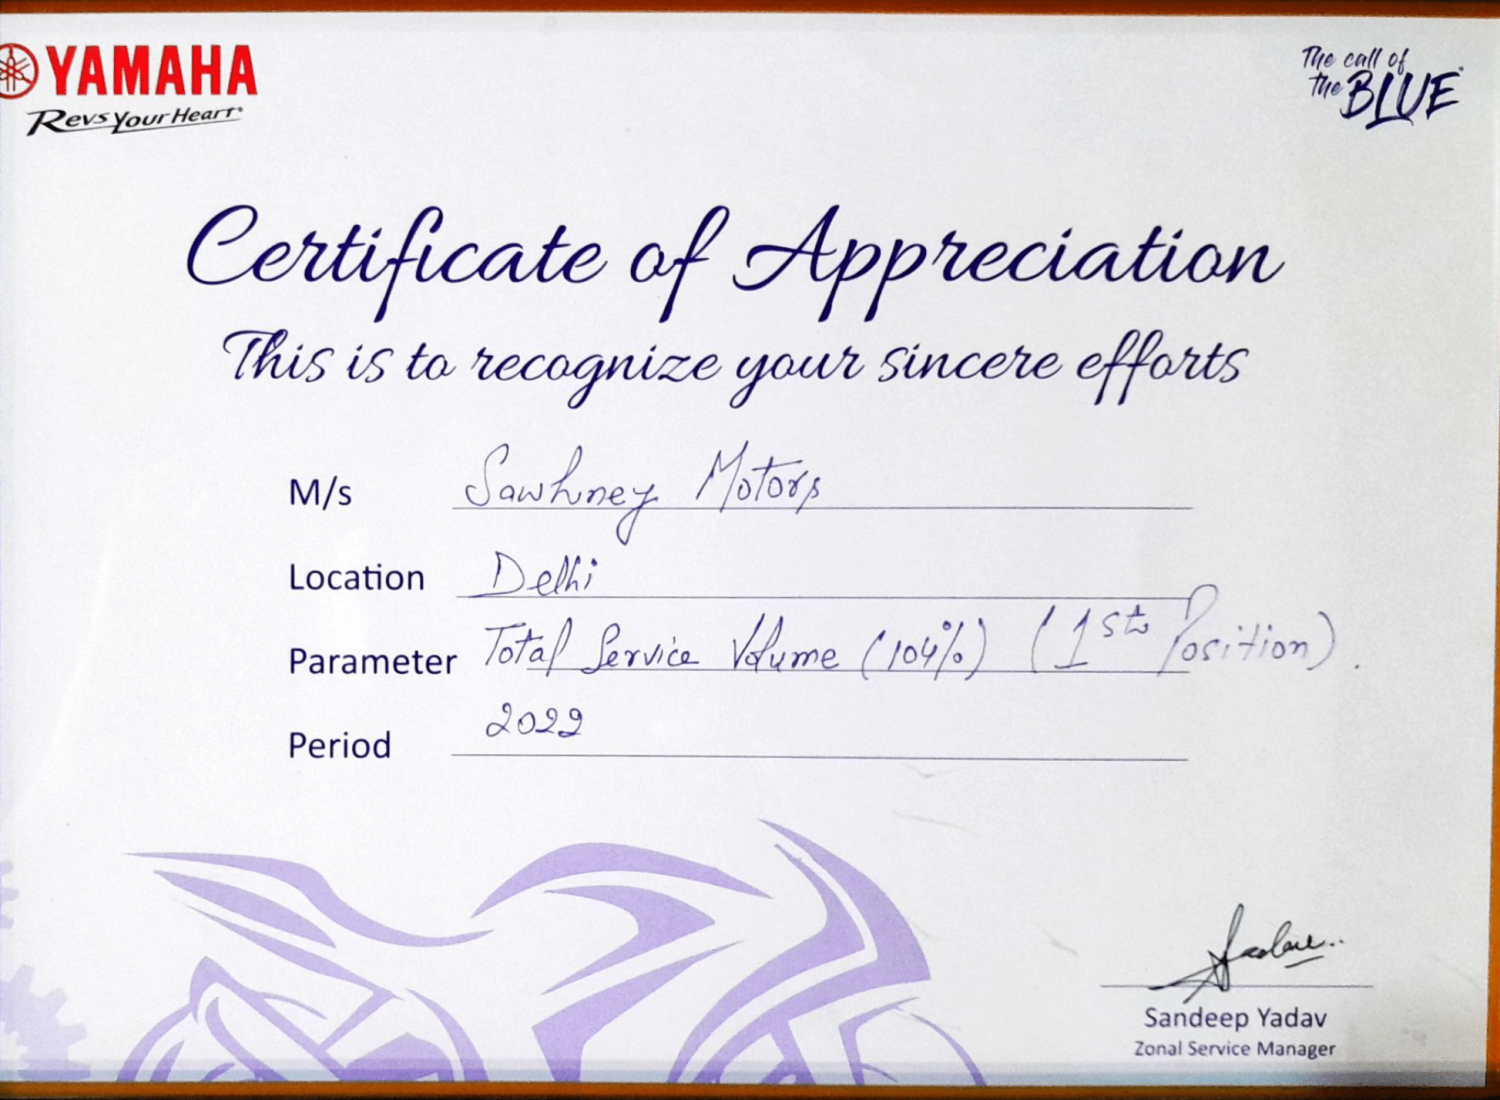 YAMAHA
Revs Your Heart
The call of
the BLUE
Certificate of Appreciation
This is to recognize your sincere efforts
M/s Sawhney Motors
Location Delhi
Parameter Total Service Volume (104%) (1st Position).
Period 2022
Sandeep Yadav
Zonal Service Manager